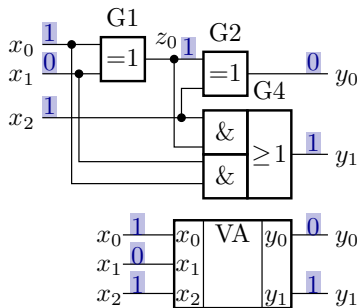 G1
1
x₀ =1 z₀ 1 G2
0
x₁ =1 0 y₀
G4
1
x₂ & ≥1 1 y₁
&
1 VA 0
x₀ x₀ y₀ y₀
0
x₁ x₁
1 1
x₂ x₂ y₁ y₁